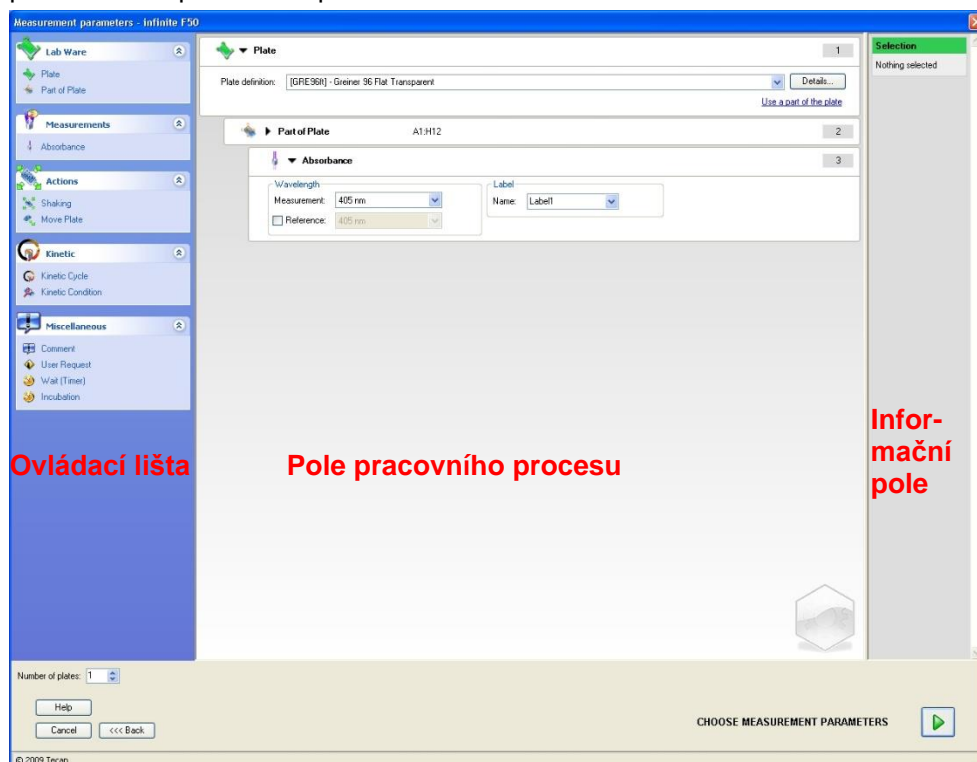 Measurement parameters - infinite F50
Lab Ware
Plate
Part of Plate
Measurements
Absorbance
Actions
Shaking
Move Plate
Kinetic
Kinetic Cycle
Kinetic Condition
Miscellaneous
Comment
User Request
Wait (Timer)
Incubation
Ovládací lišta
Plate 1
Plate definition: [GRE96ft] - Greiner 96 Flat Transparent Details...
Use a part of the plate
Part of Plate A1:H12 2
Absorbance 3
Wavelength
Measurement: 405 nm
Reference: 405 nm
Label
Name: Label1
Pole pracovního procesu
Selection
Nothing selected
Infor-
mační
pole
Number of plates: 1
Help
Cancel <<< Back
CHOOSE MEASUREMENT PARAMETERS
© 2009 Tecan